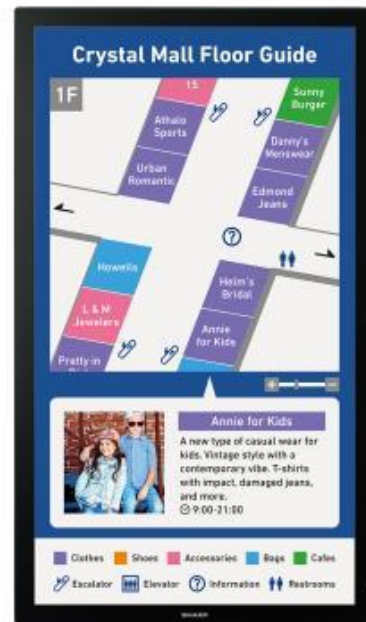 Crystal Mall Floor Guide
1F
15
Sunny
Burger
Athalo
Sports
Danny's
Menswear
Urban
Romantic
Edmond
Jeans
?
Howells
Helm's
Bridal
L & M
Jewelers
Annie
for Kids
Pretty in
Annie for Kids
A new type of casual wear for
kids. Vintage style with a
contemporary vibe. T-shirts
with impact, damaged jeans,
and more.
9:00-21:00
Clothes Shoes Accessories Bags Cafes
Escalator Elevator ? Information Restrooms
SHARP